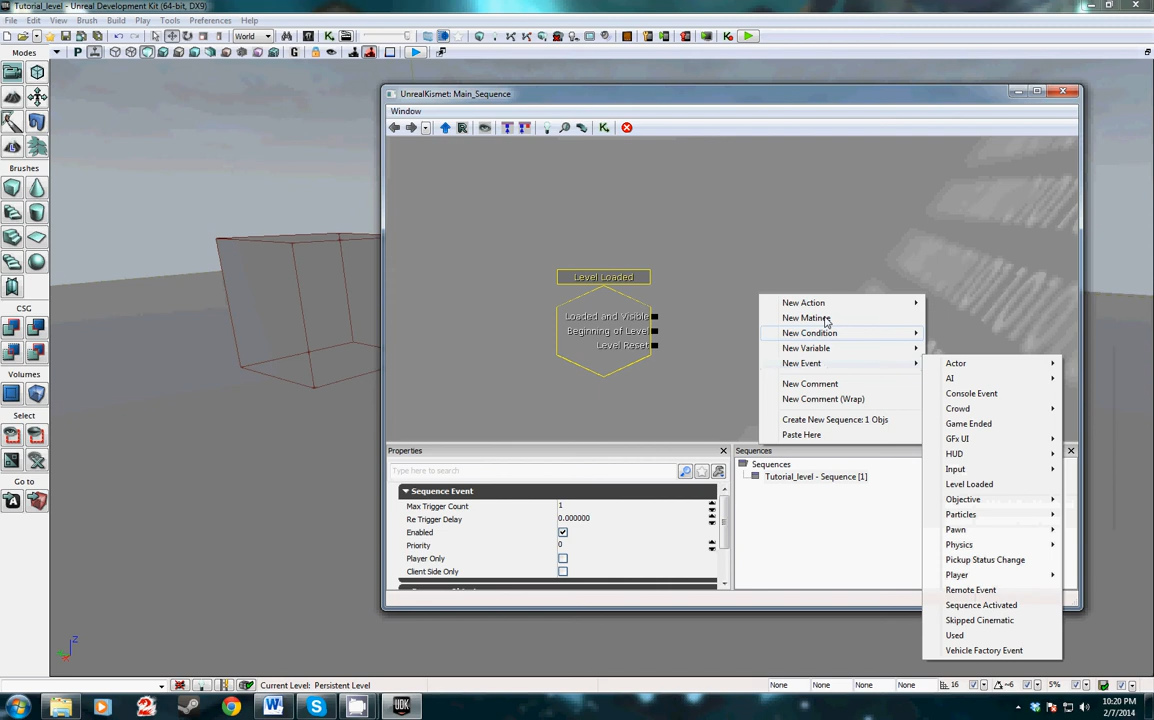 Tutorial_level - Unreal Development Kit (64-bit, DX9)
File Edit View Brush Build Play Tools Preferences Help
World
Modes
Brushes
CSG
Volumes
Select
Go to
UnrealKismet: Main_Sequence
Window
Level Loaded
Loaded and Visible
Beginning of Level
Level Reset
New Action
New Matinee
New Condition
New Variable
New Event
New Comment
New Comment (Wrap)
Create New Sequence: 1 Objs
Paste Here
Actor
AI
Console Event
Crowd
Game Ended
GFx UI
HUD
Input
Level Loaded
Objective
Particles
Pawn
Physics
Pickup Status Change
Player
Remote Event
Sequence Activated
Skipped Cinematic
Used
Vehicle Factory Event
Properties
Type here to search
Sequence Event
Max Trigger Count 1
Re Trigger Delay 0.000000
Enabled
Priority 0
Player Only
Client Side Only
Sequences
Sequences
Tutorial_level - Sequence [1]
Z
Current Level: Persistent Level
None None None None 16 ~6 5%
UDK
10:20 PM
2/7/2014